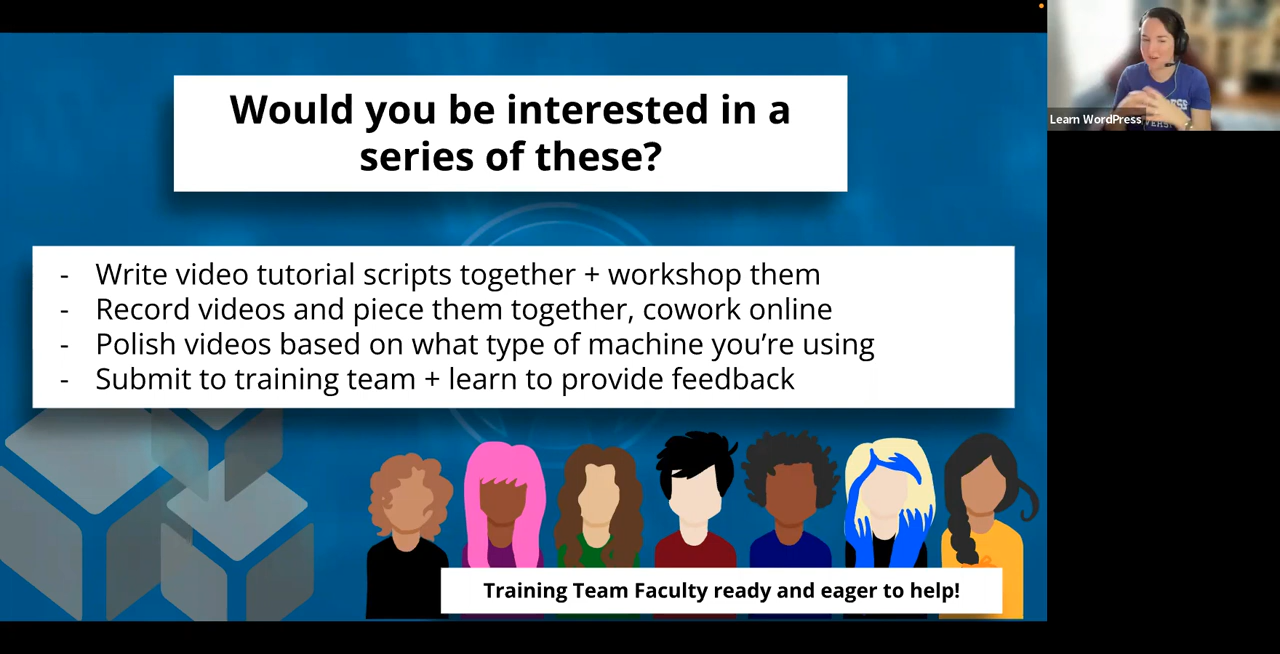 Would you be interested in a
series of these?
- Write video tutorial scripts together + workshop them
- Record videos and piece them together, cowork online
- Polish videos based on what type of machine you’re using
- Submit to training team + learn to provide feedback
Training Team Faculty ready and eager to help!
Learn WordPress